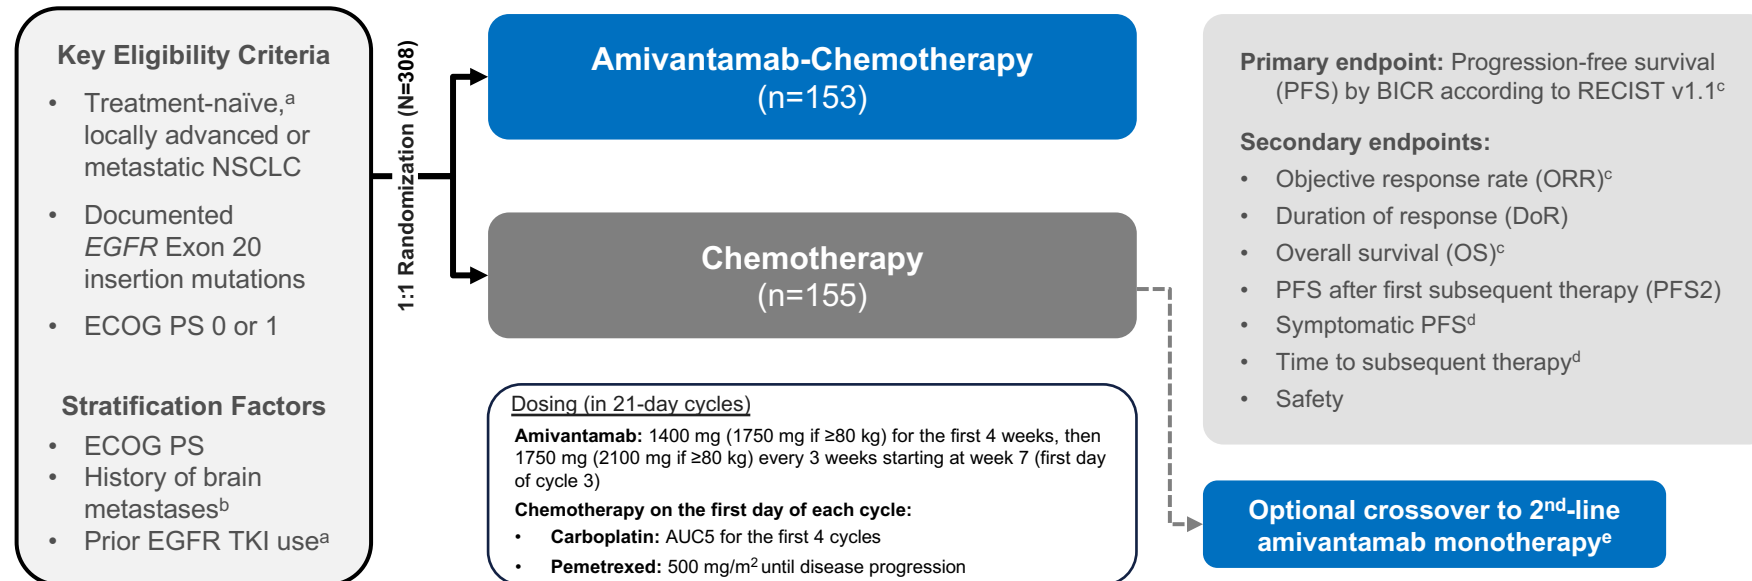 Key Eligibility Criteria
• Treatment-naïve,ᵃ
locally advanced or
metastatic NSCLC
• Documented
EGFR Exon 20
insertion mutations
• ECOG PS 0 or 1
Stratification Factors
• ECOG PS
• History of brain
metastasesᵇ
• Prior EGFR TKI useᵃ
1:1 Randomization (N=308)
Amivantamab-Chemotherapy
(n=153)
Chemotherapy
(n=155)
Dosing (in 21-day cycles)
Amivantamab: 1400 mg (1750 mg if ≥80 kg) for the first 4 weeks, then
1750 mg (2100 mg if ≥80 kg) every 3 weeks starting at week 7 (first day
of cycle 3)
Chemotherapy on the first day of each cycle:
• Carboplatin: AUC5 for the first 4 cycles
• Pemetrexed: 500 mg/m² until disease progression
Primary endpoint: Progression-free survival
(PFS) by BICR according to RECIST v1.1ᶜ
Secondary endpoints:
• Objective response rate (ORR)ᶜ
• Duration of response (DoR)
• Overall survival (OS)ᶜ
• PFS after first subsequent therapy (PFS2)
• Symptomatic PFSᵈ
• Time to subsequent therapyᵈ
• Safety
Optional crossover to 2ⁿᵈ-line
amivantamab monotherapyᵉ